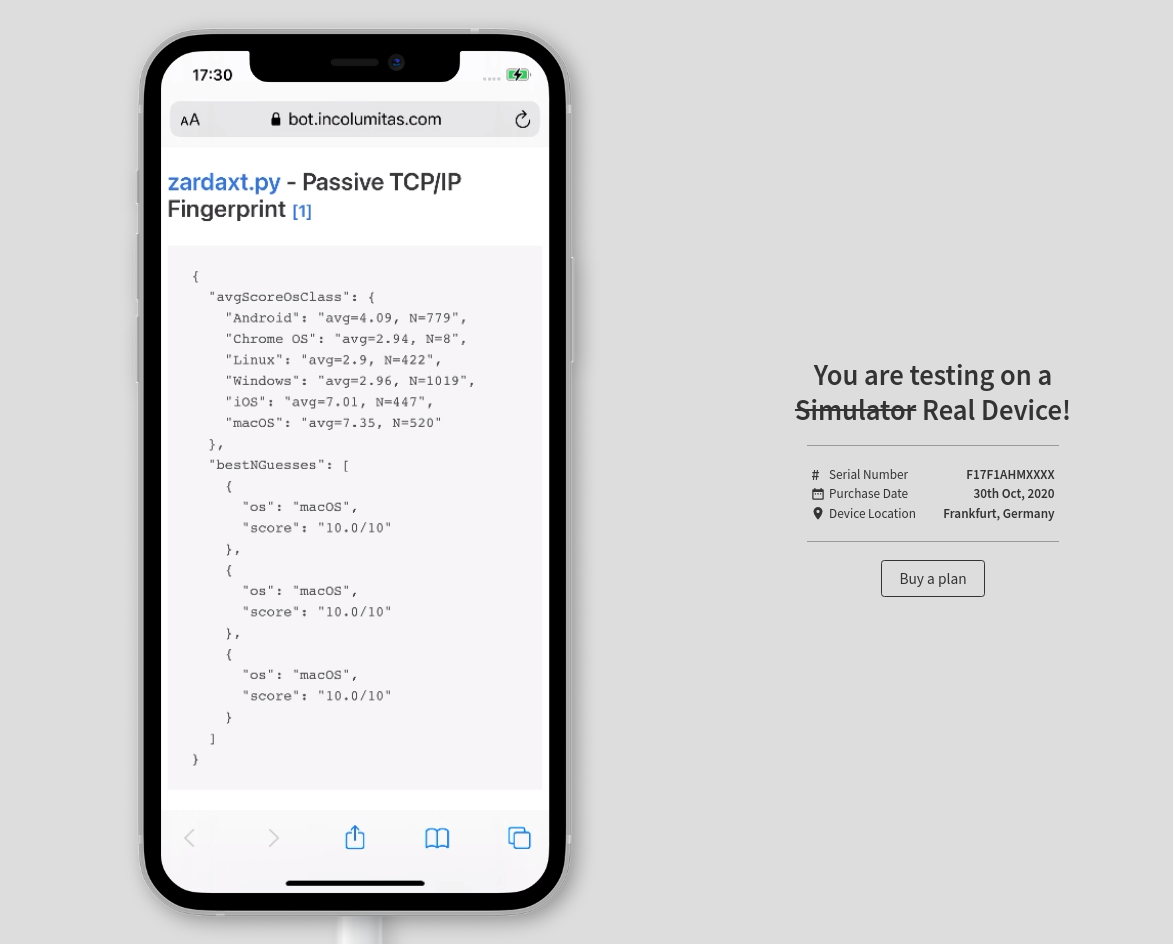 17:30
AA
bot.incolumitas.com
zardaxt.py - Passive TCP/IP
Fingerprint [1]
{
"avgScoreOsClass": {
"Android": "avg=4.09, N=779",
"Chrome OS": "avg=2.94, N=8",
"Linux": "avg=2.9, N=422",
"Windows": "avg=2.96, N=1019",
"iOS": "avg=7.01, N=447",
"macOS": "avg=7.35, N=520"
},
"bestNGuesses": [
{
"os": "macOS",
"score": "10.0/10"
},
{
"os": "macOS",
"score": "10.0/10"
},
{
"os": "macOS",
"score": "10.0/10"
}
]
}
You are testing on a
Simulator Real Device!
# Serial Number F17F1AHMXXXX
Purchase Date 30th Oct, 2020
Device Location Frankfurt, Germany
Buy a plan